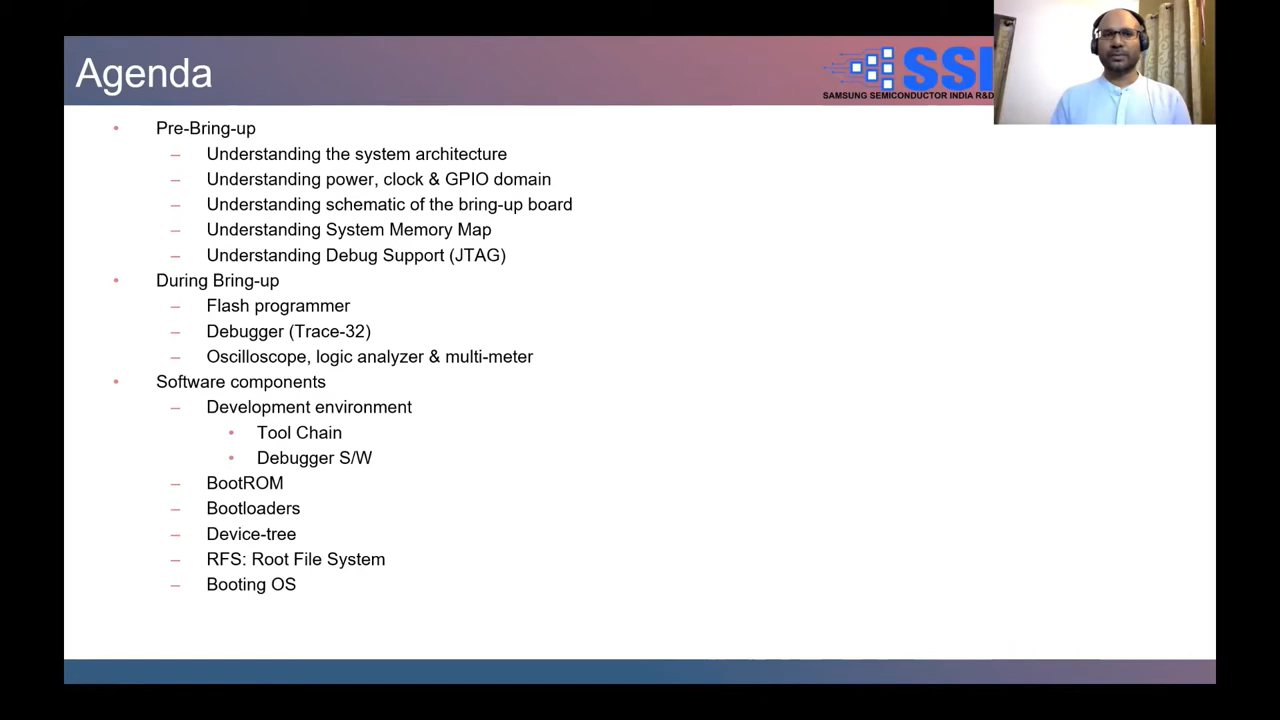 Agenda
SSI
SAMSUNG SEMICONDUCTOR INDIA R&D
• Pre-Bring-up
– Understanding the system architecture
– Understanding power, clock & GPIO domain
– Understanding schematic of the bring-up board
– Understanding System Memory Map
– Understanding Debug Support (JTAG)
• During Bring-up
– Flash programmer
– Debugger (Trace-32)
– Oscilloscope, logic analyzer & multi-meter
• Software components
– Development environment
• Tool Chain
• Debugger S/W
– BootROM
– Bootloaders
– Device-tree
– RFS: Root File System
– Booting OS